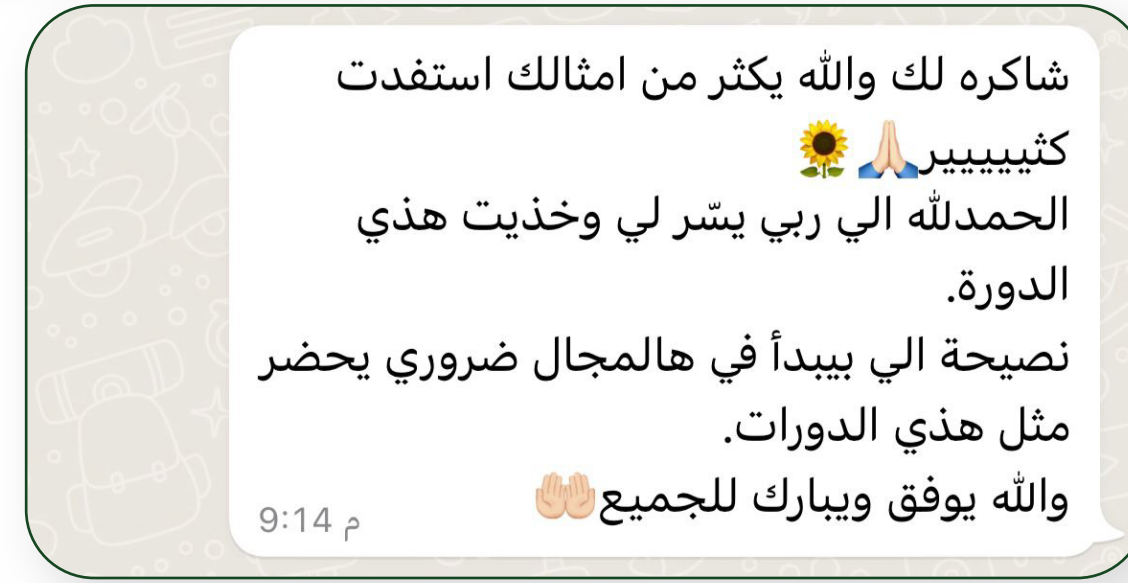 شاكره لك والله يكثر من امثالك استفدت
كثيييييير🙏🏻🌻
الحمدلله الي ربي يسّر لي وخذيت هذي
الدورة.
نصيحة الي بيبدأ في هالمجال ضروري يحضر
مثل هذي الدورات.
والله يوفق ويبارك للجميع🤲🏻
9:14 م